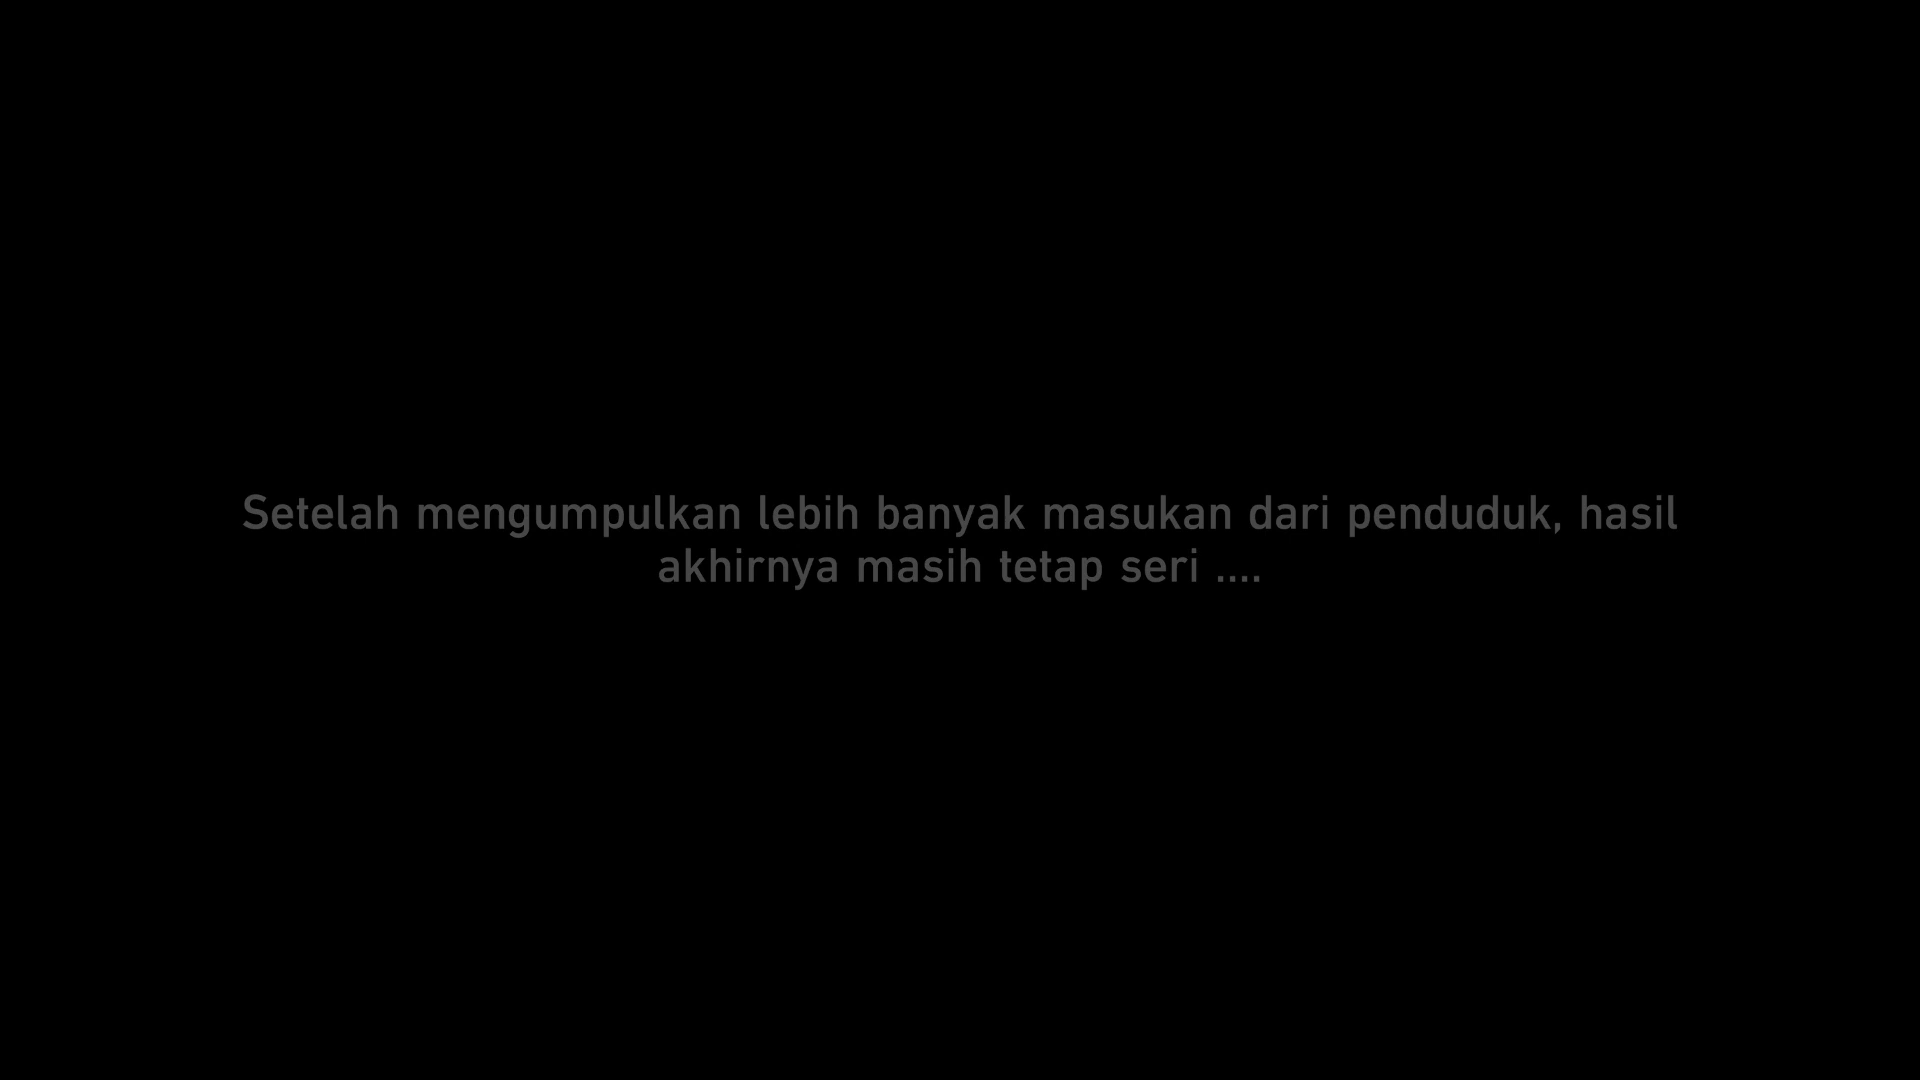 Setelah mengumpulkan lebih banyak masukan dari penduduk, hasil
akhirnya masih tetap seri ....